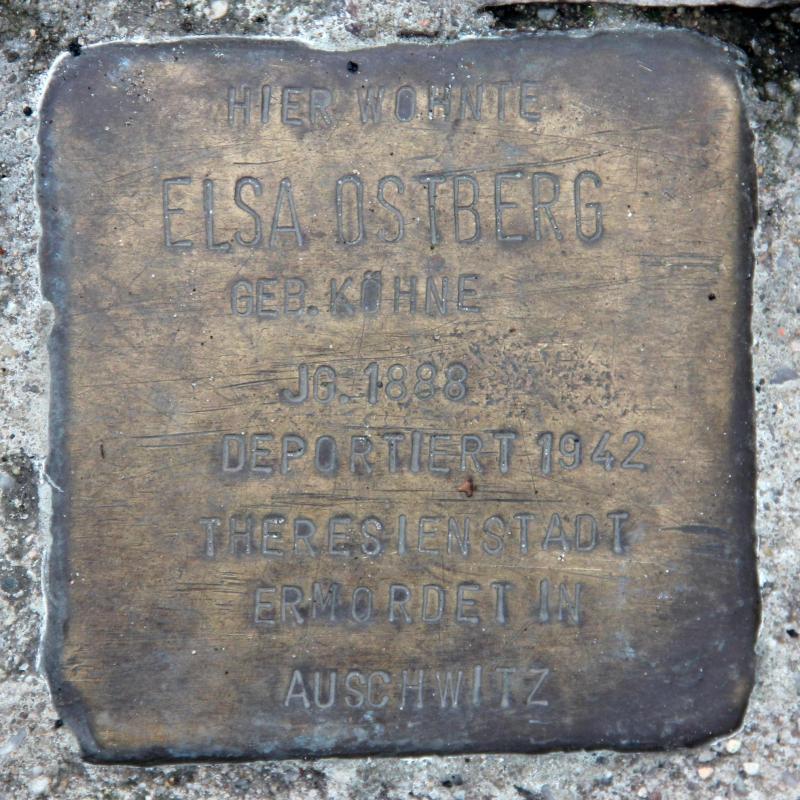 HIER WOHNTE
ELSA OSTBERG
GEB. KÖHNE
JG. 1888
DEPORTIERT 1942
THERESIENSTADT
ERMORDET IN
AUSCHWITZ